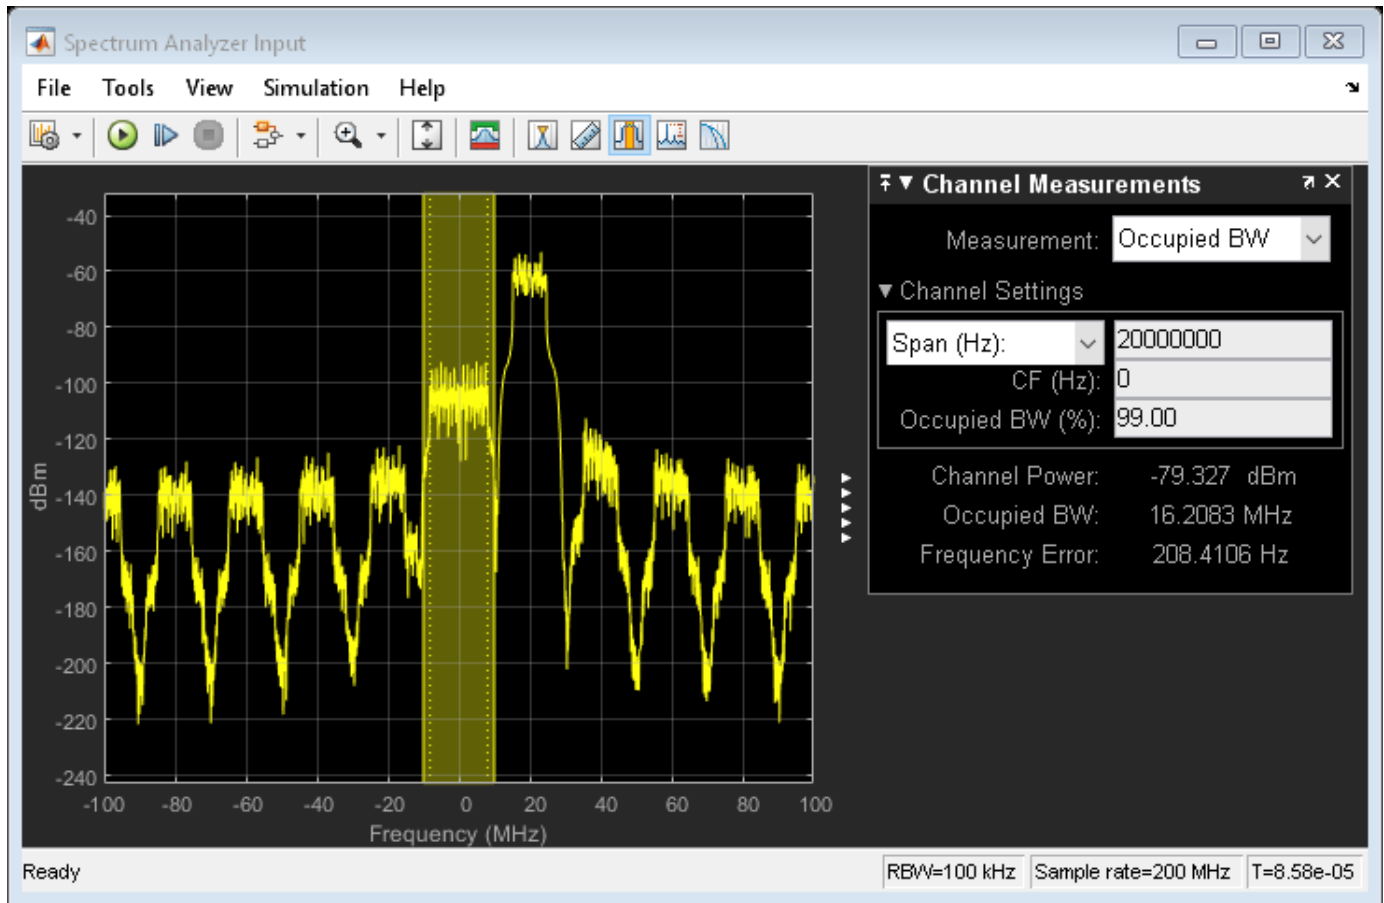 Spectrum Analyzer Input
File Tools View Simulation Help
Channel Measurements
Measurement: Occupied BW
Channel Settings
Span (Hz): 20000000
CF (Hz): 0
Occupied BW (%): 99.00
Channel Power: -79.327 dBm
Occupied BW: 16.2083 MHz
Frequency Error: 208.4106 Hz
dBm
-40
-60
-80
-100
-120
-140
-160
-180
-200
-220
-240
-100 -80 -60 -40 -20 0 20 40 60 80 100
Frequency (MHz)
Ready RBW=100 kHz Sample rate=200 MHz T=8.58e-05